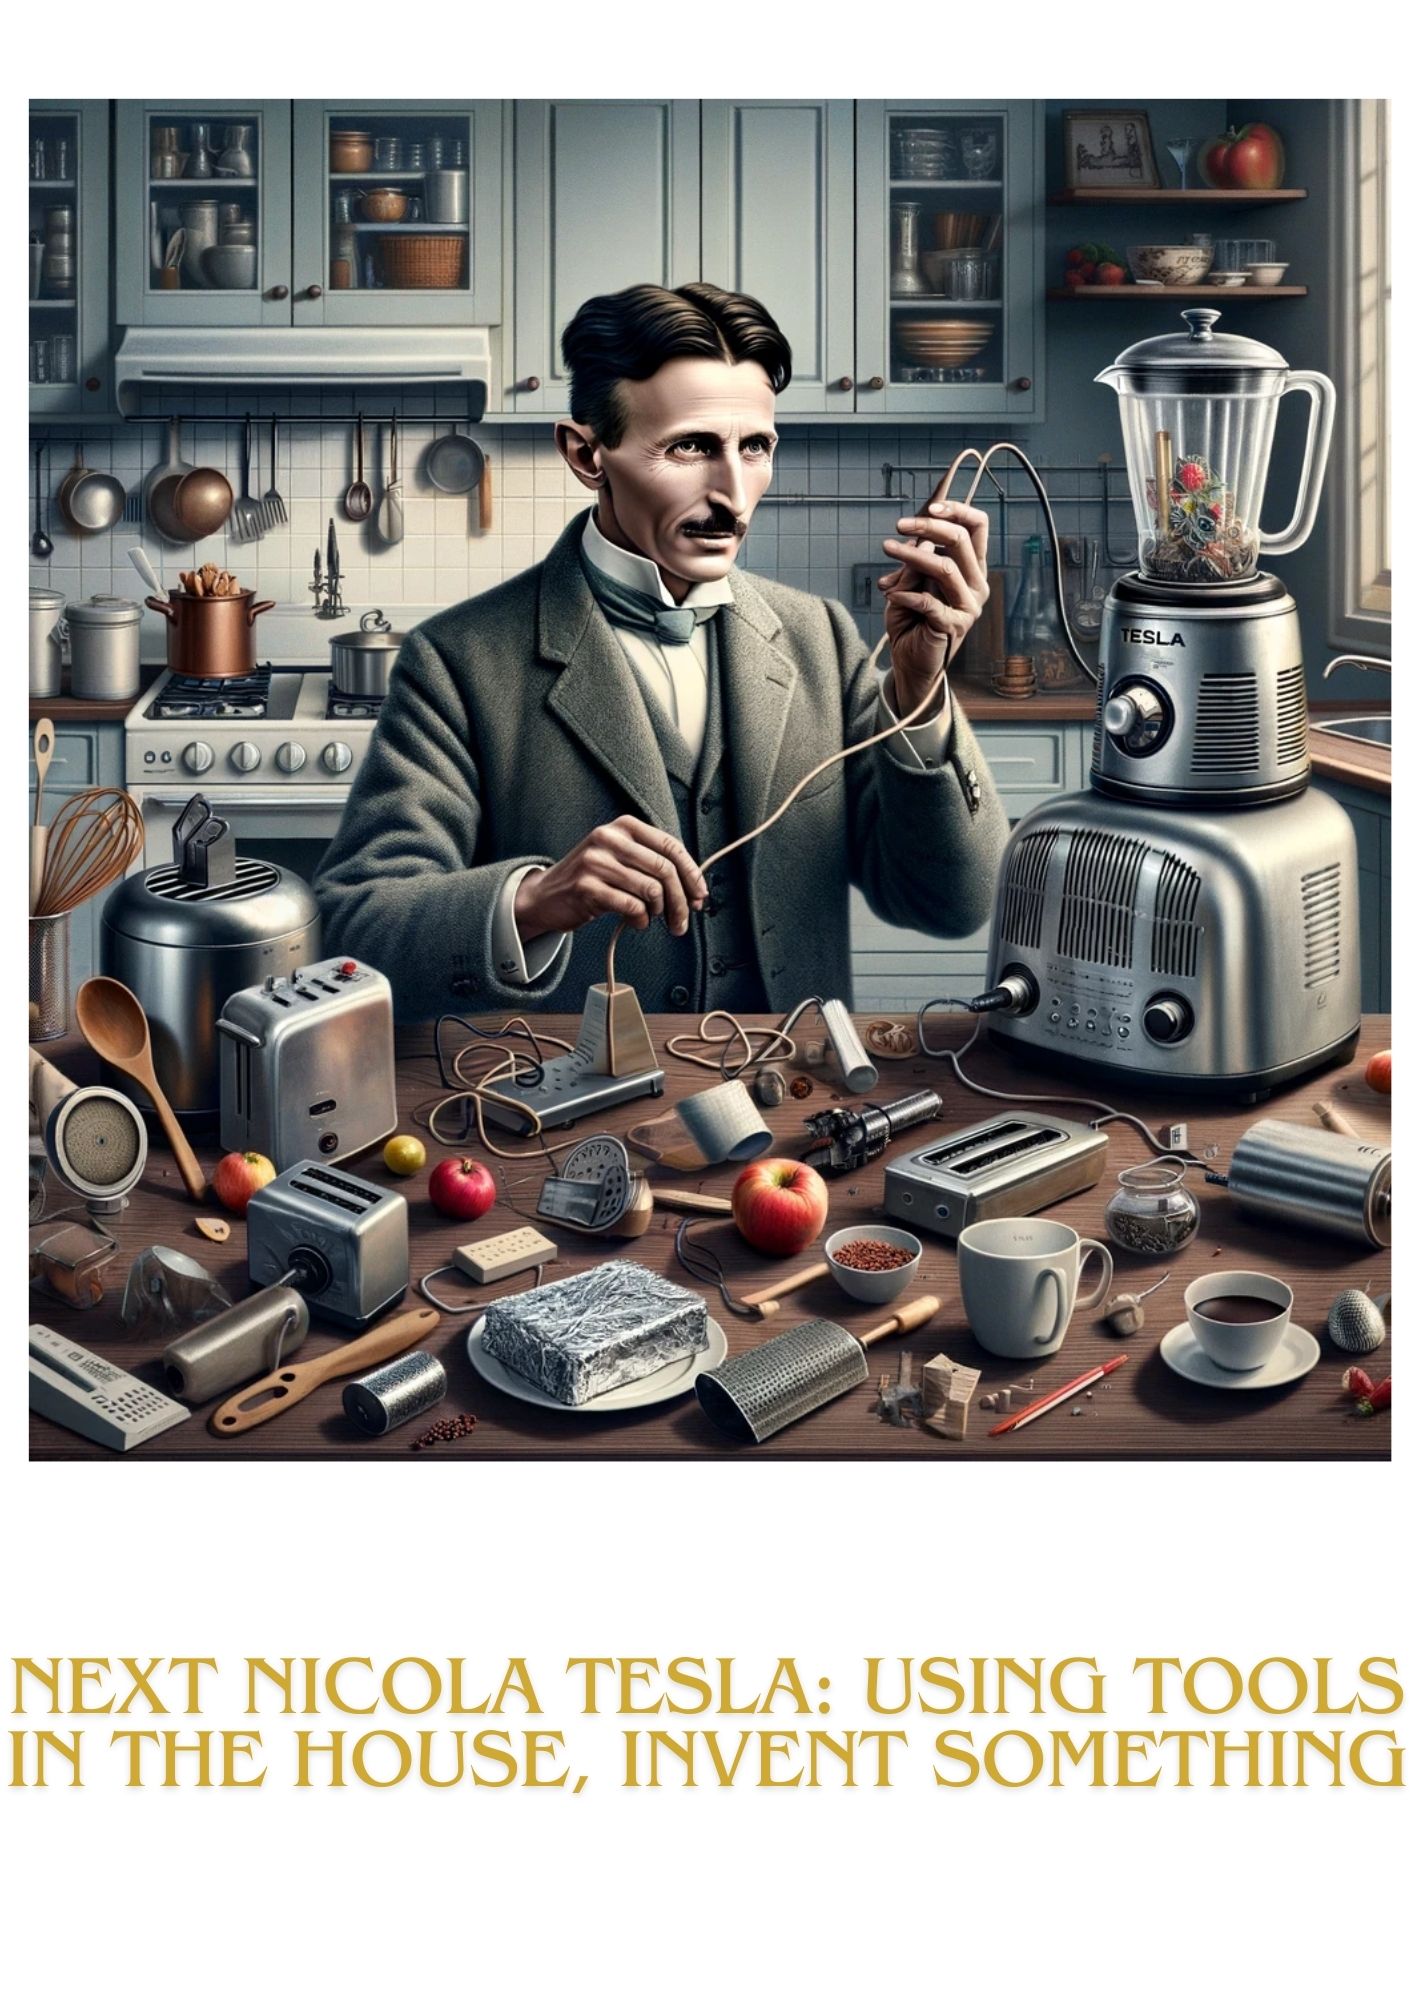 TESLA
NEXT NICOLA TESLA: USING TOOLS
IN THE HOUSE, INVENT SOMETHING